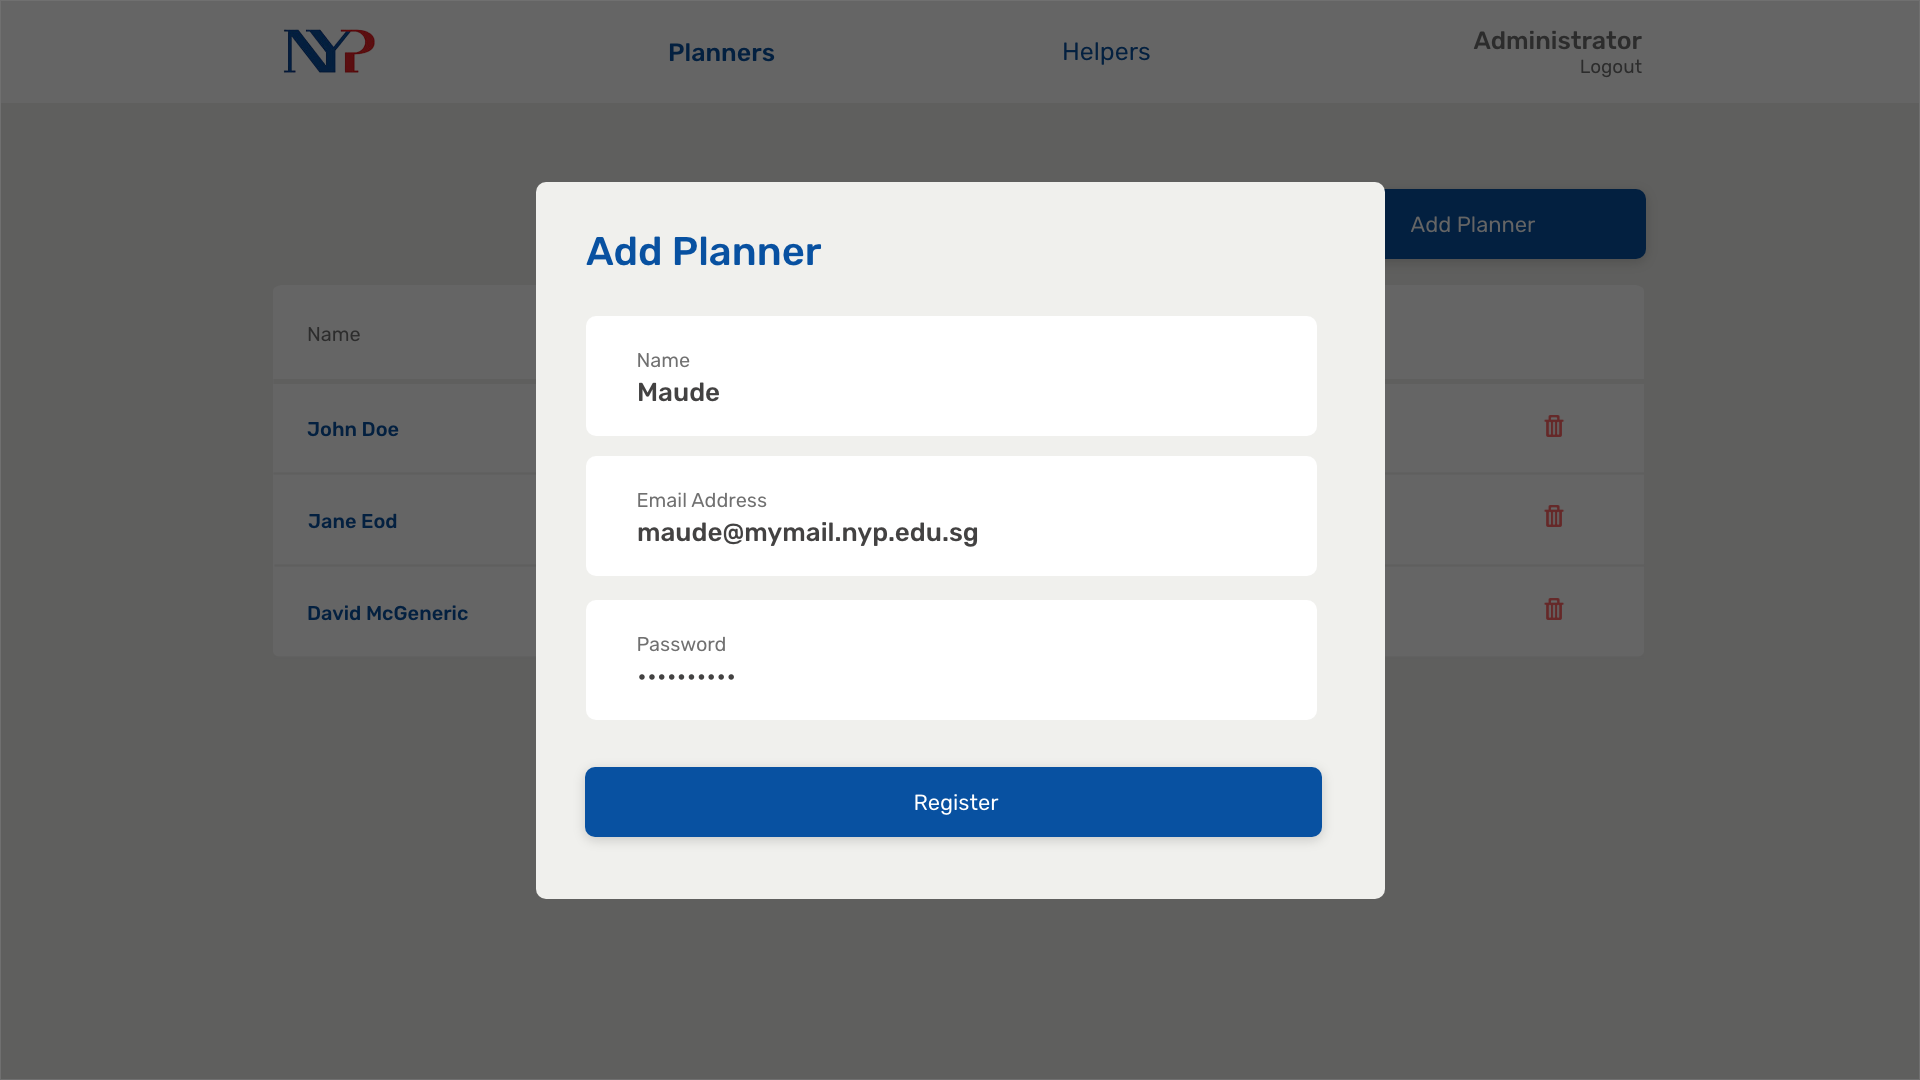 NYP
Planners
Helpers
Administrator
Logout
Add Planner
Name
John Doe
Jane Eod
David McGeneric
Add Planner
Name
Maude
Email Address
maude@mymail.nyp.edu.sg
Password
••••••••••
Register